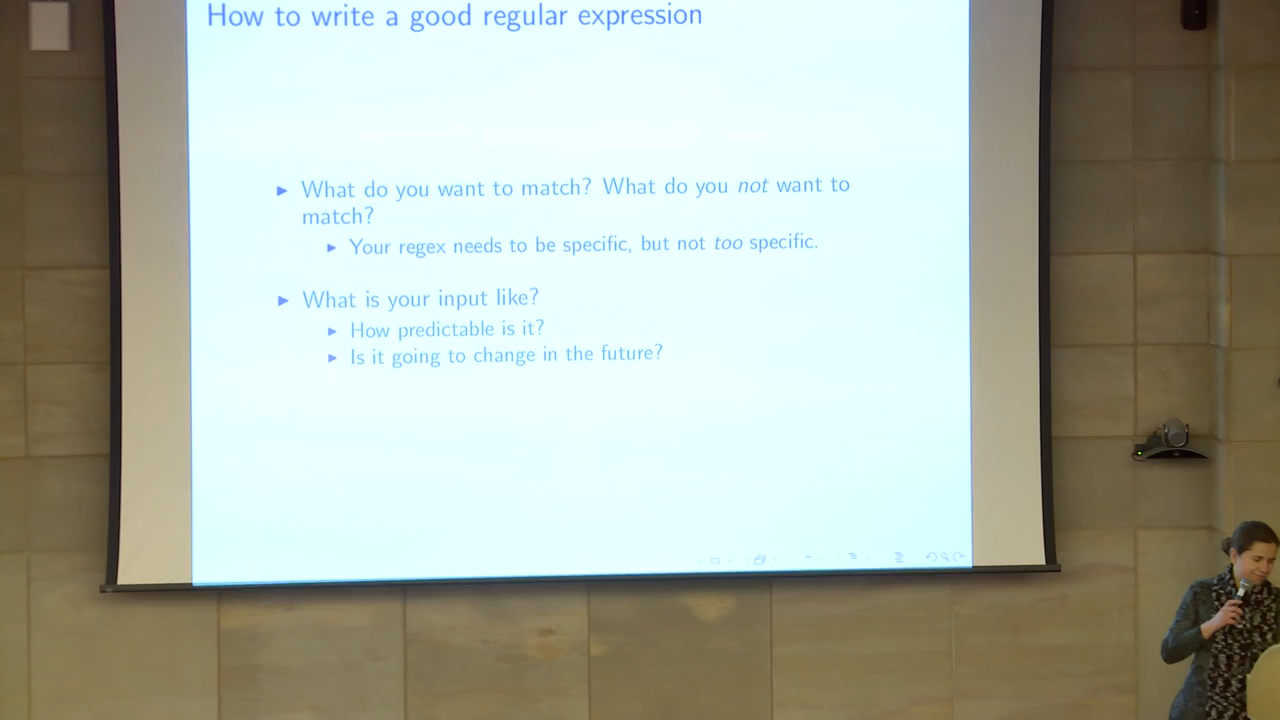 How to write a good regular expression
► What do you want to match? What do you not want to
match?
► Your regex needs to be specific, but not too specific.
► What is your input like?
► How predictable is it?
► Is it going to change in the future?